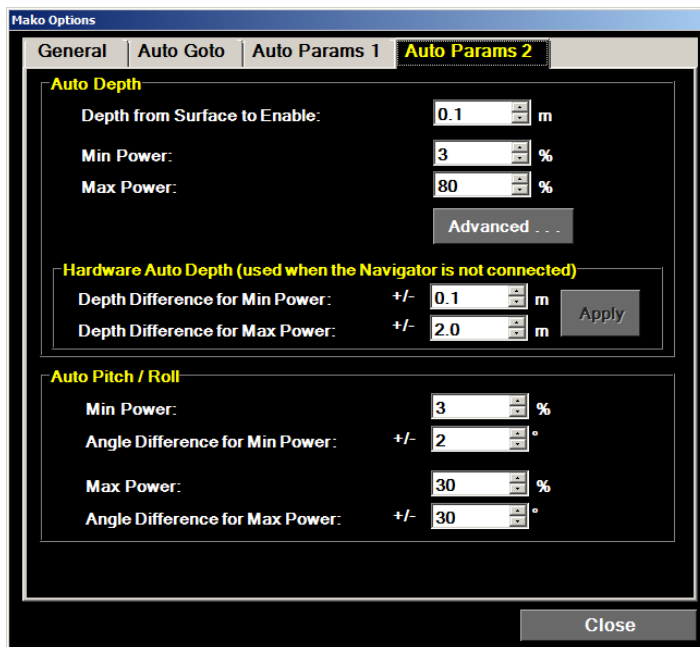 Mako Options
General Auto Goto Auto Params 1 Auto Params 2
Auto Depth
Depth from Surface to Enable: 0.1 m
Min Power: 3 %
Max Power: 80 %
Advanced . . .
Hardware Auto Depth (used when the Navigator is not connected)
Depth Difference for Min Power: +/- 0.1 m
Apply
Depth Difference for Max Power: +/- 2.0 m
Auto Pitch / Roll
Min Power: 3 %
Angle Difference for Min Power: +/- 2 °
Max Power: 30 %
Angle Difference for Max Power: +/- 30 °
Close